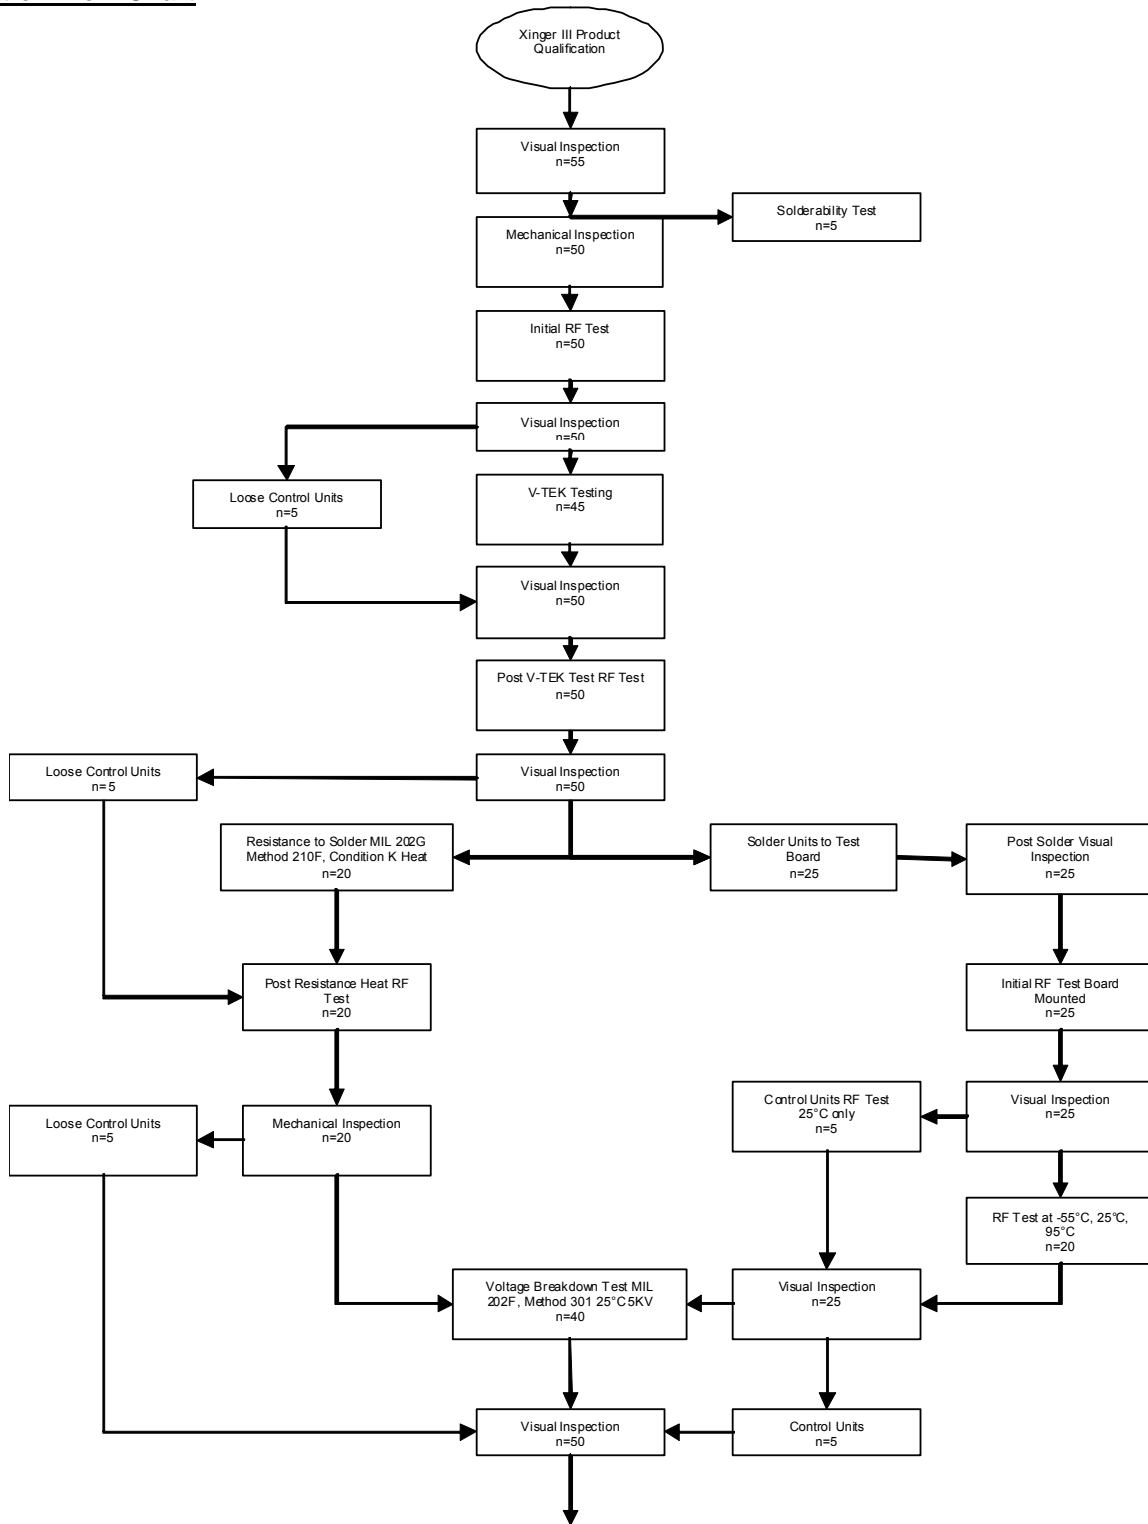 Xinger III Product
Qualification
Visual Inspection
n=55
Solderability Test
n=5
Mechanical Inspection
n=50
Initial RF Test
n=50
Visual Inspection
n=50
Loose Control Units
n=5
V-TEK Testing
n=45
Visual Inspection
n=50
Post V-TEK Test RF Test
n=50
Loose Control Units
n=5
Visual Inspection
n=50
Resistance to Solder MIL 202G
Method 210F, Condition K Heat
n=20
Solder Units to Test
Board
n=25
Post Solder Visual
Inspection
n=25
Post Resistance Heat RF
Test
n=20
Initial RF Test Board
Mounted
n=25
Loose Control Units
n=5
Mechanical Inspection
n=20
Control Units RF Test
25°C only
n=5
Visual Inspection
n=25
RF Test at -55°C, 25°C,
95°C
n=20
Voltage Breakdown Test MIL
202F, Method 301 25°C 5KV
n=40
Visual Inspection
n=25
Visual Inspection
n=50
Control Units
n=5